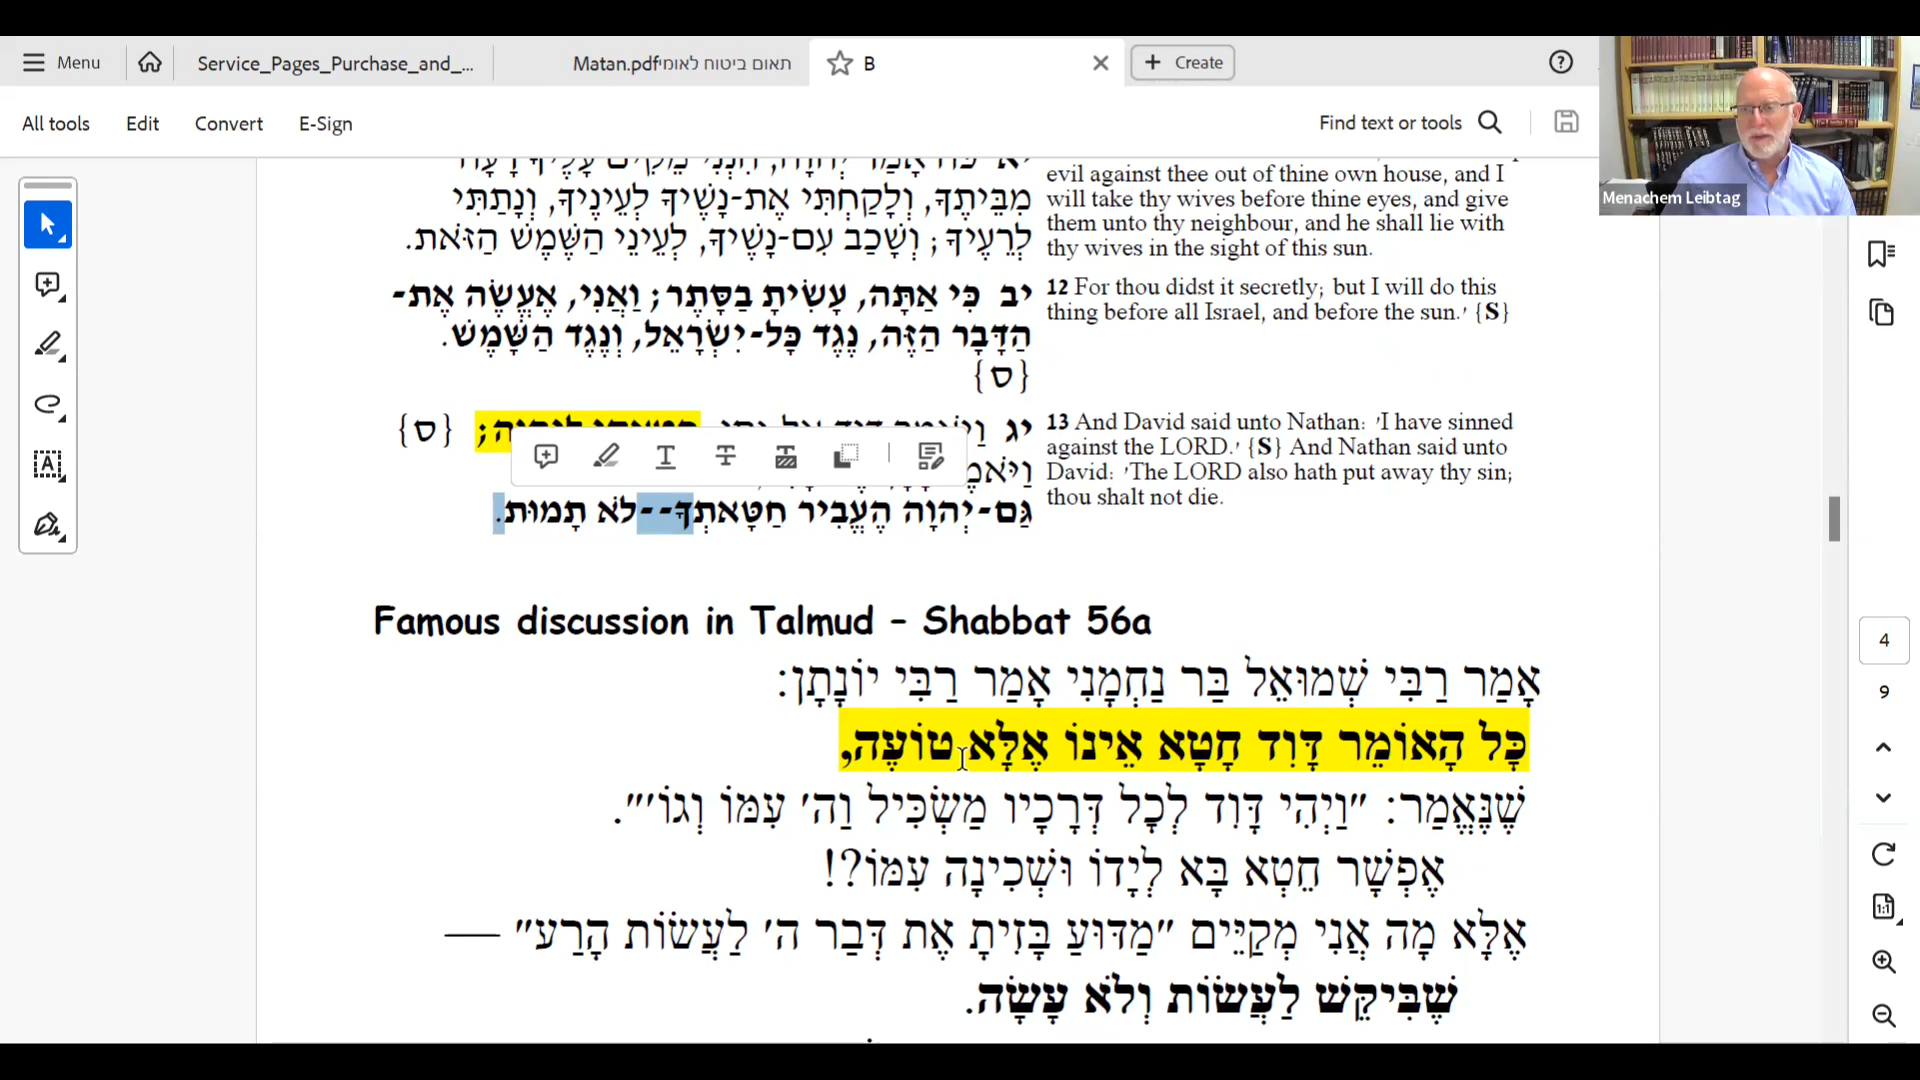 Menu
Service_Pages_Purchase_and_...
Matan.pdfתאום ביטוח לאומי
B
Create
All tools
Edit
Convert
E-Sign
Find text or tools
Menachem Leibtag
מִבֵּיתֶךָ, וְלָקַחְתִּי אֶת-נָשֶׁיךָ לְעֵינֶיךָ, וְנָתַתִּי
לְרֵעֶיךָ; וְשָׁכַב עִם-נָשֶׁיךָ, לְעֵינֵי הַשֶּׁמֶשׁ הַזֹּאת.
evil against thee out of thine own house, and I
will take thy wives before thine eyes, and give
them unto thy neighbour, and he shall lie with
thy wives in the sight of this sun.
יב כִּי אַתָּה, עָשִׂיתָ בַסָּתֶר; וַאֲנִי, אֶעֱשֶׂה אֶת-
הַדָּבָר הַזֶּה, נֶגֶד כָּל-יִשְׂרָאֵל, וְנֶגֶד הַשָּׁמֶשׁ.
{ס}
12 For thou didst it secretly; but I will do this
thing before all Israel, and before the sun.' {S}
יג
{ס}
גַּם-יְהוָה הֶעֱבִיר חַטָּאתְךָ--לֹא תָמוּת.
13 And David said unto Nathan: 'I have sinned
against the LORD.' {S} And Nathan said unto
David: 'The LORD also hath put away thy sin;
thou shalt not die.
Famous discussion in Talmud – Shabbat 56a
אָמַר רַבִּי שְׁמוּאֵל בַּר נַחְמָנִי אָמַר רַבִּי יוֹנָתָן:
כָּל הָאוֹמֵר דָּוִד חָטָא אֵינוֹ אֶלָּא טוֹעֶה,
שֶׁנֶּאֱמַר: ״וַיְהִי דָּוִד לְכׇל דְּרָכָיו מַשְׂכִּיל וַה׳ עִמּוֹ וְגוֹ׳״.
אֶפְשָׁר חֵטְא בָּא לְיָדוֹ וּשְׁכִינָה עִמּוֹ?!
אֶלָּא מָה אֲנִי מְקַיֵּים ״מַדּוּעַ בָּזִיתָ אֶת דְּבַר ה׳ לַעֲשׂוֹת הָרַע״ —
שֶׁבִּיקֵּשׁ לַעֲשׂוֹת וְלֹא עָשָׂה.
4
9
1:1